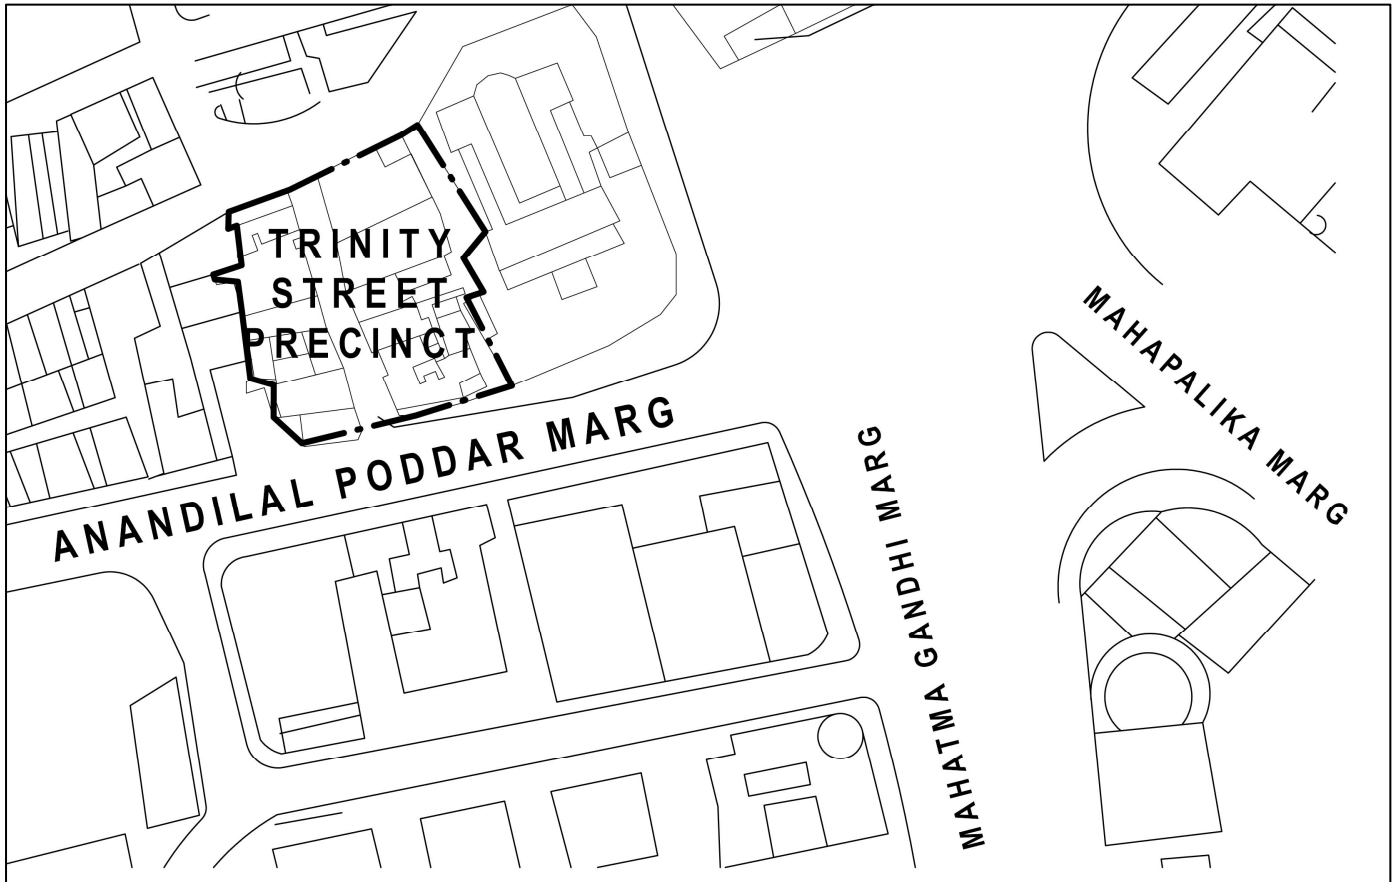 TRINITY
STREET
PRECINCT
ANANDILAL PODDAR MARG
MAHATMA GANDHI MARG
MAHAPALIKA MARG